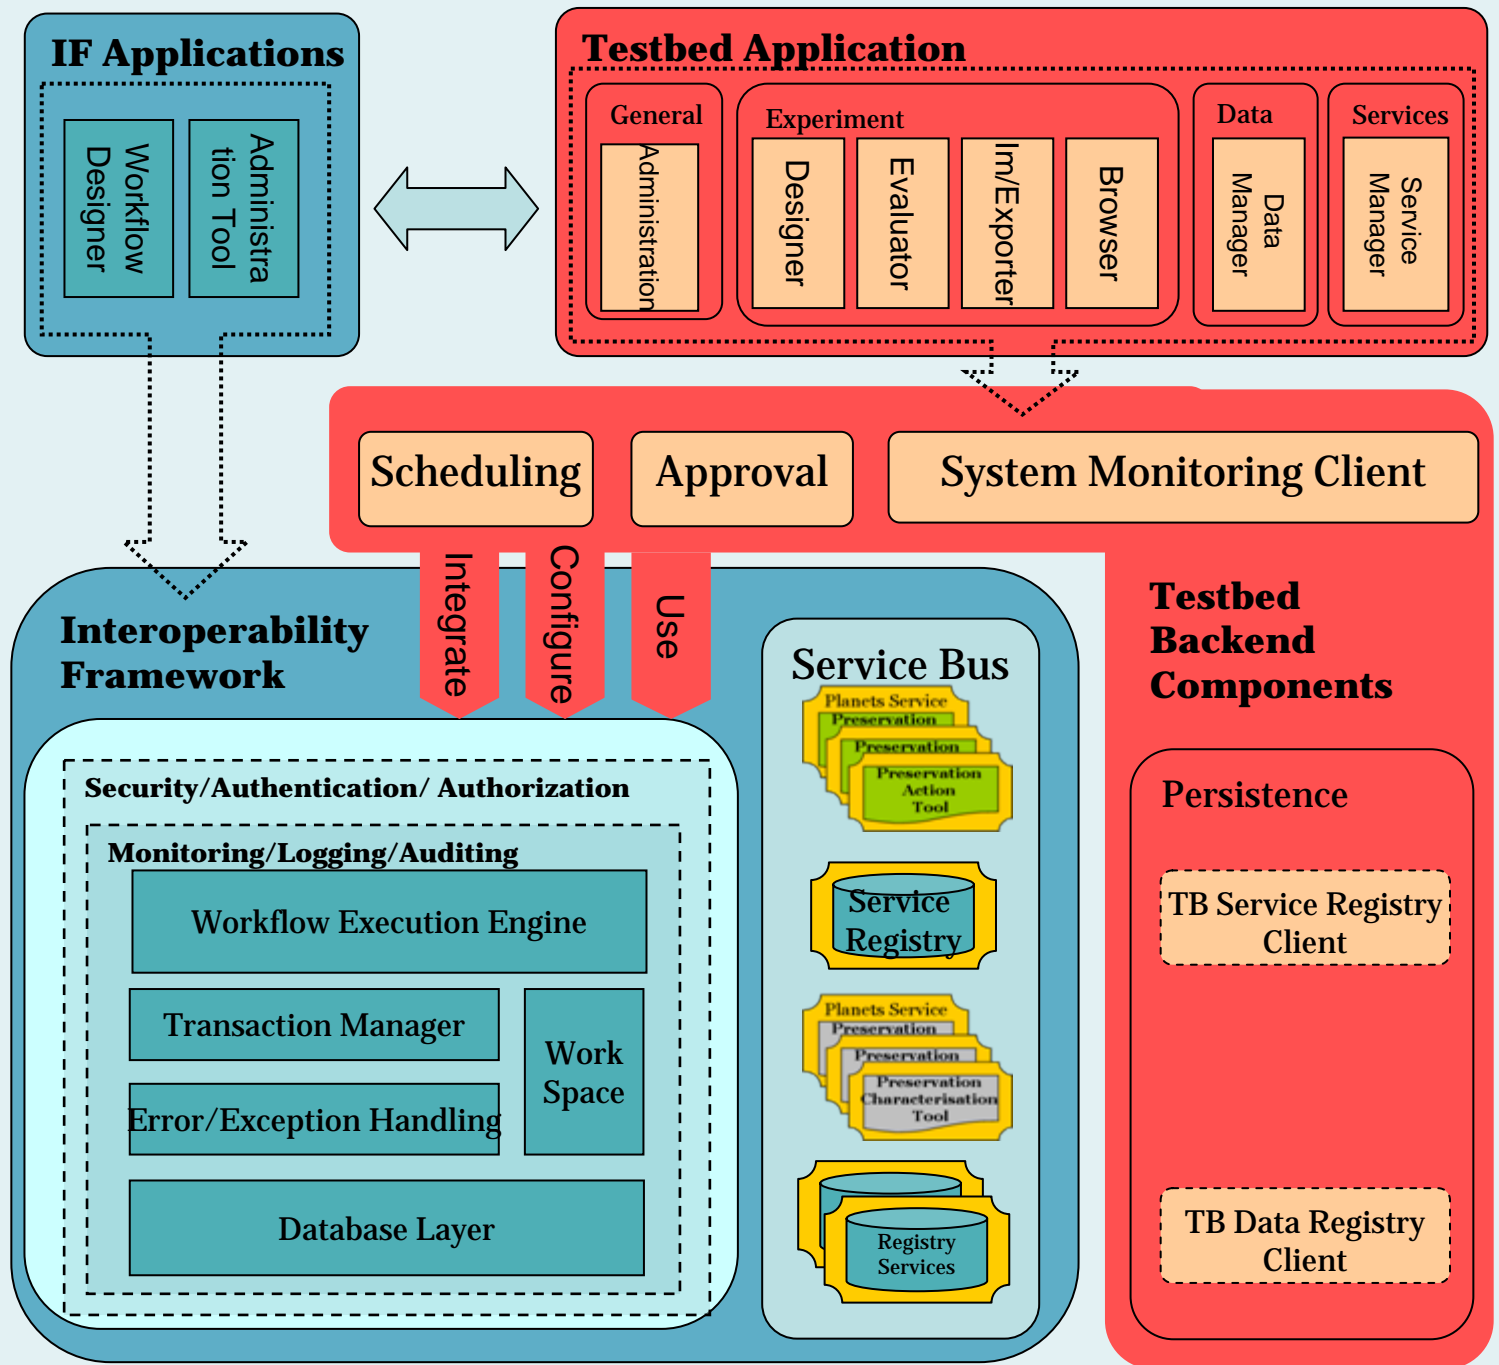 IF Applications
Workflow
Designer
Administra
tion Tool
Testbed Application
General
Administration
Experiment
Designer
Evaluator
Im/Exporter
Browser
Data
Data
Manager
Services
Service
Manager
Scheduling
Approval
System Monitoring Client
Integrate
Configure
Use
Interoperability
Framework
Security/Authentication/ Authorization
Monitoring/Logging/Auditing
Workflow Execution Engine
Transaction Manager
Error/Exception Handling
Work
Space
Database Layer
Service Bus
Planets Service
Preservation
Preservation
Preservation
Action
Tool
Service
Registry
Planets Service
Preservation
Preservation
Preservation
Characterisation
Tool
Registry
Services
Testbed
Backend
Components
Persistence
TB Service Registry
Client
TB Data Registry
Client